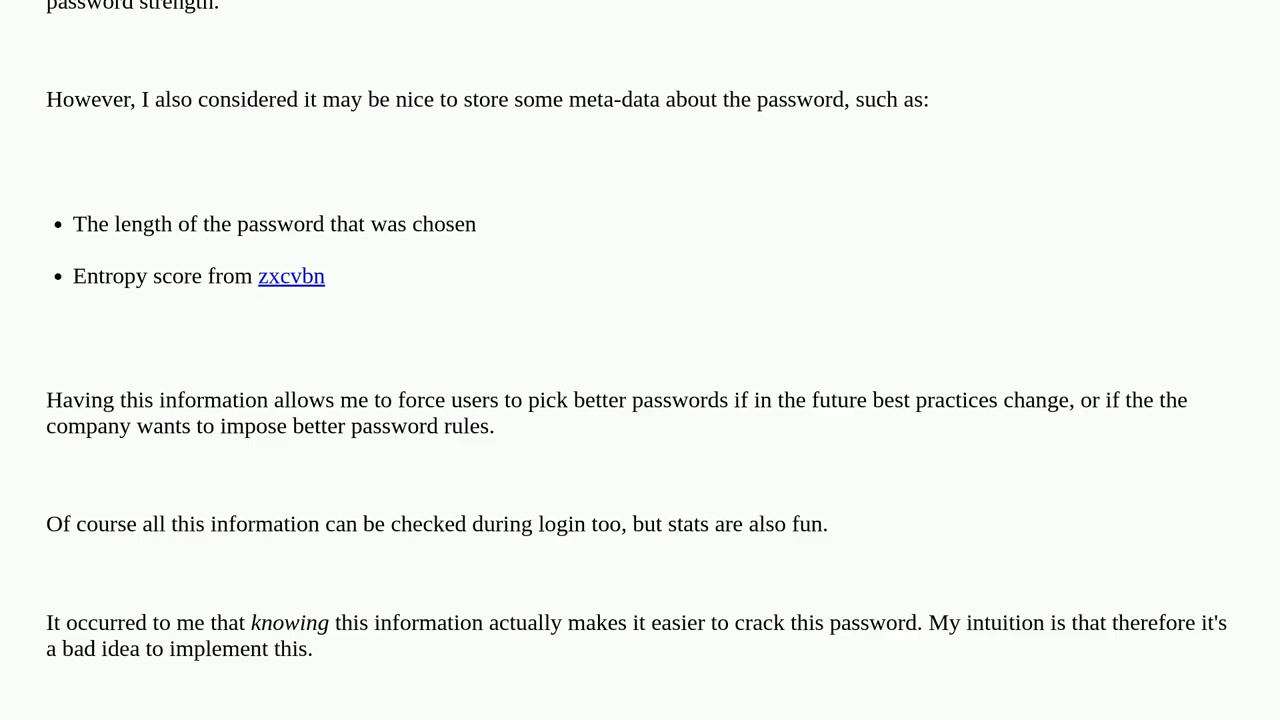 password strength.
However, I also considered it may be nice to store some meta-data about the password, such as:
• The length of the password that was chosen
• Entropy score from zxcvbn
Having this information allows me to force users to pick better passwords if in the future best practices change, or if the the
company wants to impose better password rules.
Of course all this information can be checked during login too, but stats are also fun.
It occurred to me that knowing this information actually makes it easier to crack this password. My intuition is that therefore it's
a bad idea to implement this.